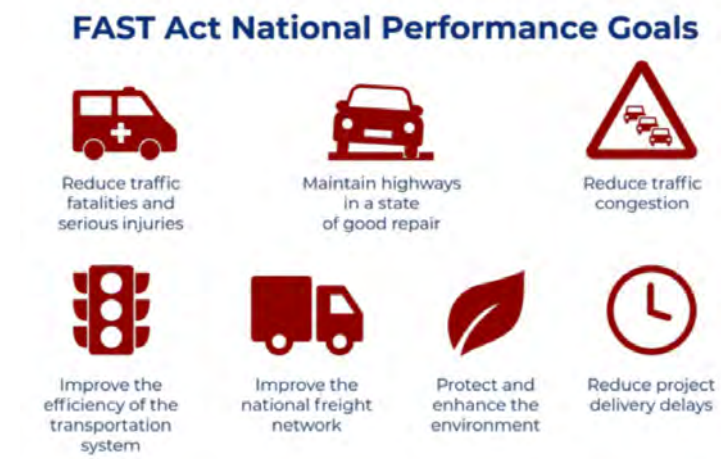 FAST Act National Performance Goals
Reduce traffic
fatalities and
serious injuries
Maintain highways
in a state
of good repair
Reduce traffic
congestion
Improve the
efficiency of the
transportation
system
Improve the
national freight
network
Protect and
enhance the
environment
Reduce project
delivery delays